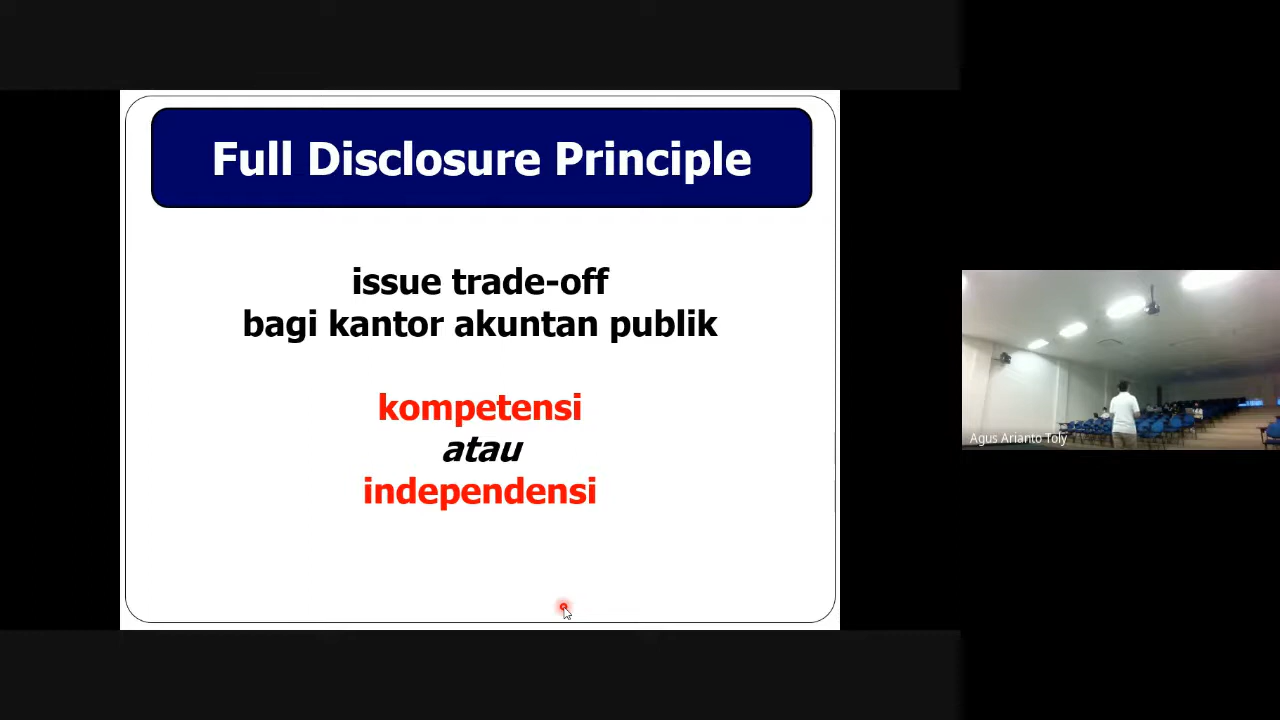 Full Disclosure Principle
issue trade-off
bagi kantor akuntan publik
kompetensi
atau
independensi
Agus Arianto Toly